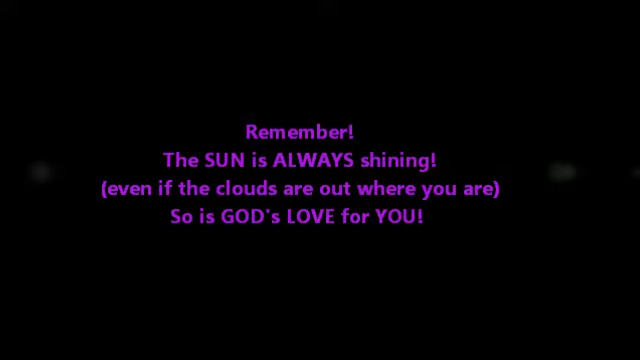 Remember!
The SUN is ALWAYS shining!
(even if the clouds are out where you are)
So is GOD's LOVE for YOU!